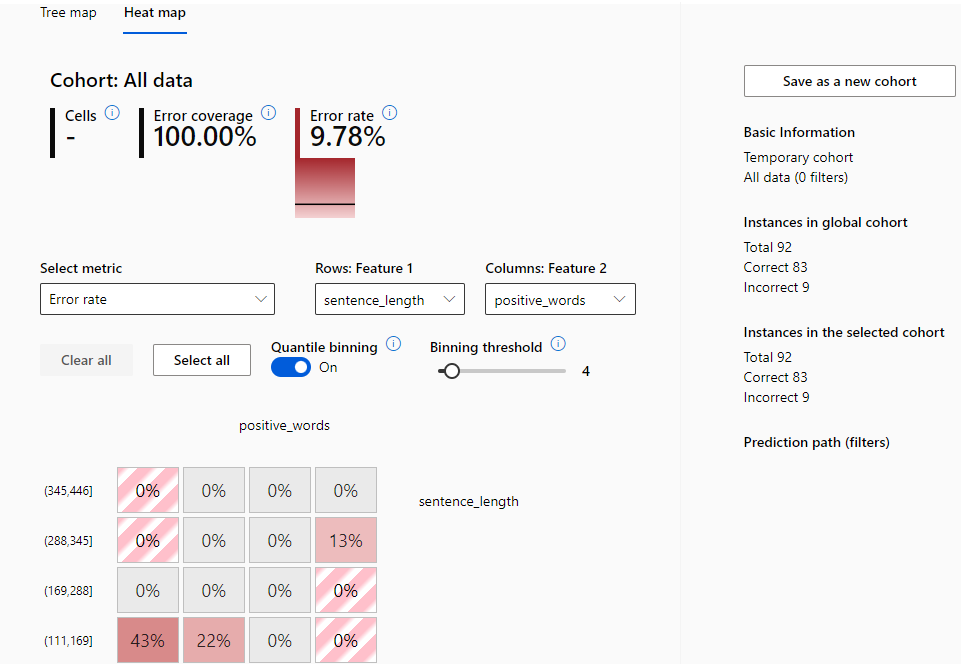 Tree map
Heat map
Cohort: All data
Cells
-
Error coverage
100.00%
Error rate
9.78%
Select metric
Error rate
Rows: Feature 1
sentence_length
Columns: Feature 2
positive_words
Clear all
Select all
Quantile binning
On
Binning threshold
4
positive_words
(345,446]
0%
0%
0%
0%
sentence_length
(288,345]
0%
0%
0%
13%
(169,288]
0%
0%
0%
0%
(111,169]
43%
22%
0%
0%
Save as a new cohort
Basic Information
Temporary cohort
All data (0 filters)
Instances in global cohort
Total 92
Correct 83
Incorrect 9
Instances in the selected cohort
Total 92
Correct 83
Incorrect 9
Prediction path (filters)